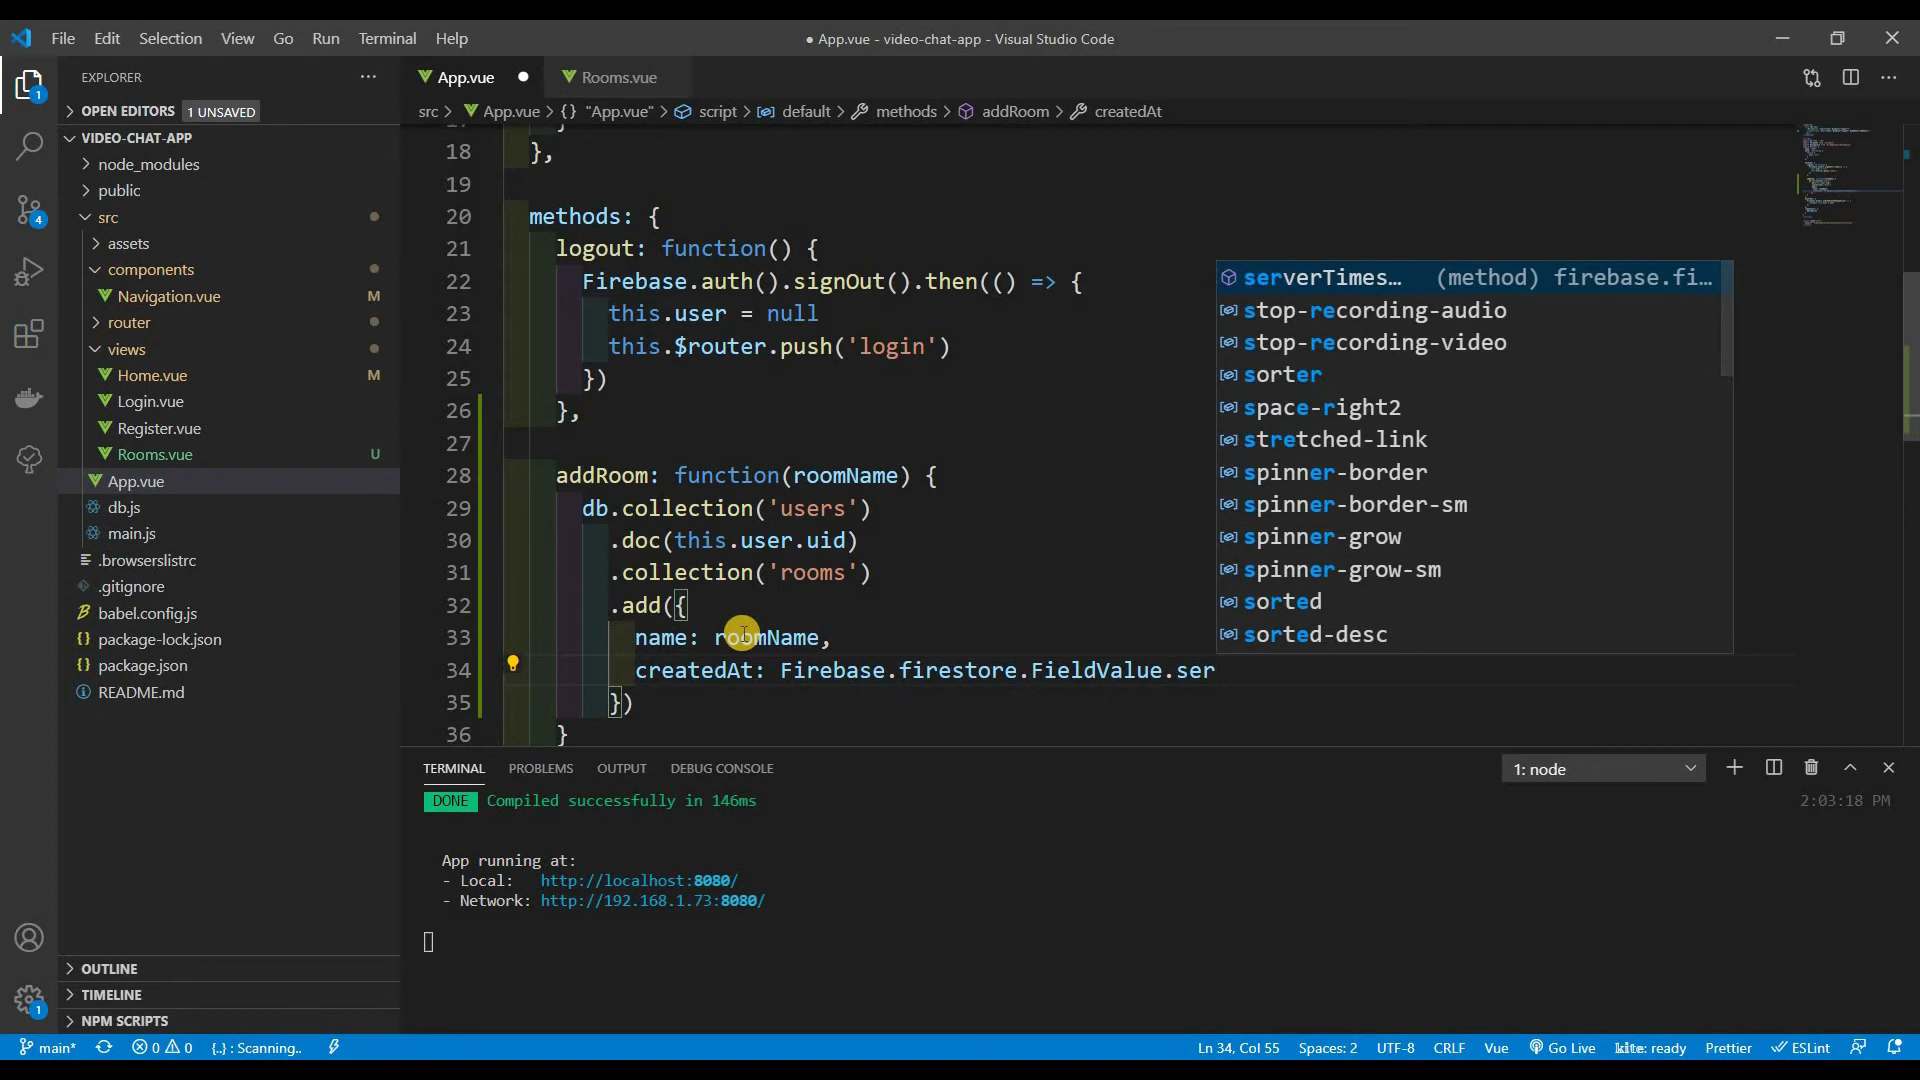 File Edit Selection View Go Run Terminal Help
● App.vue - video-chat-app - Visual Studio Code
EXPLORER
OPEN EDITORS 1 UNSAVED
VIDEO-CHAT-APP
node_modules
public
src
assets
components
Navigation.vue M
router
views
Home.vue M
Login.vue
Register.vue
Rooms.vue U
App.vue
db.js
main.js
.browserslistrc
.gitignore
babel.config.js
package-lock.json
package.json
README.md
OUTLINE
TIMELINE
NPM SCRIPTS
1
4
1
App.vue
Rooms.vue
src > App.vue > {} "App.vue" > script > default > methods > addRoom > createdAt
18 },
19
20 methods: {
21 logout: function() {
22 Firebase.auth().signOut().then(() => {
23 this.user = null
24 this.$router.push('login')
25 })
26 },
27
28 addRoom: function(roomName) {
29 db.collection('users')
30 .doc(this.user.uid)
31 .collection('rooms')
32 .add({
33 name: roomName,
34 createdAt: Firebase.firestore.FieldValue.ser
35 })
36 }
serverTimes… (method) firebase.fi…
stop-recording-audio
stop-recording-video
sorter
space-right2
stretched-link
spinner-border
spinner-border-sm
spinner-grow
spinner-grow-sm
sorted
sorted-desc
TERMINAL PROBLEMS OUTPUT DEBUG CONSOLE
1: node
DONE Compiled successfully in 146ms
2:03:18 PM
App running at:
- Local: http://localhost:8080/
- Network: http://192.168.1.73:8080/
main* 0 0 {..} : Scanning..
Ln 34, Col 55 Spaces: 2 UTF-8 CRLF Vue Go Live kite: ready Prettier ESLint